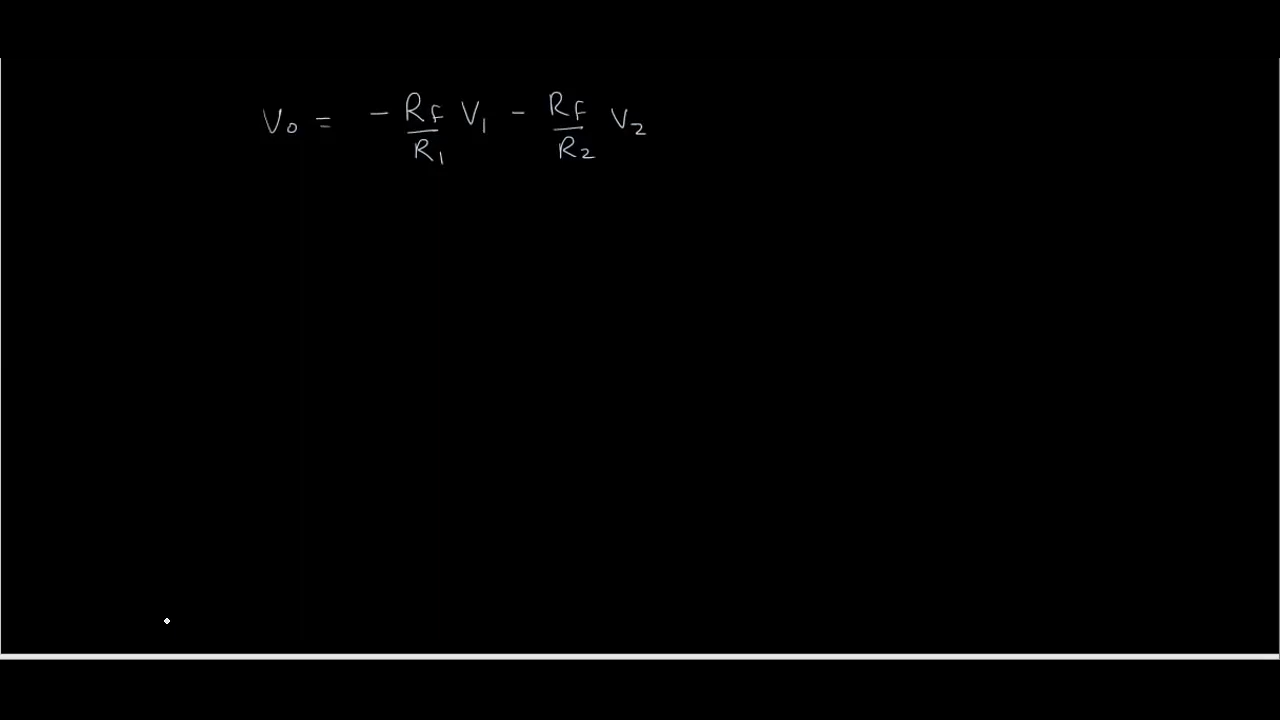 V₀ = - Rf/R₁ V₁ - Rf/R₂ V₂